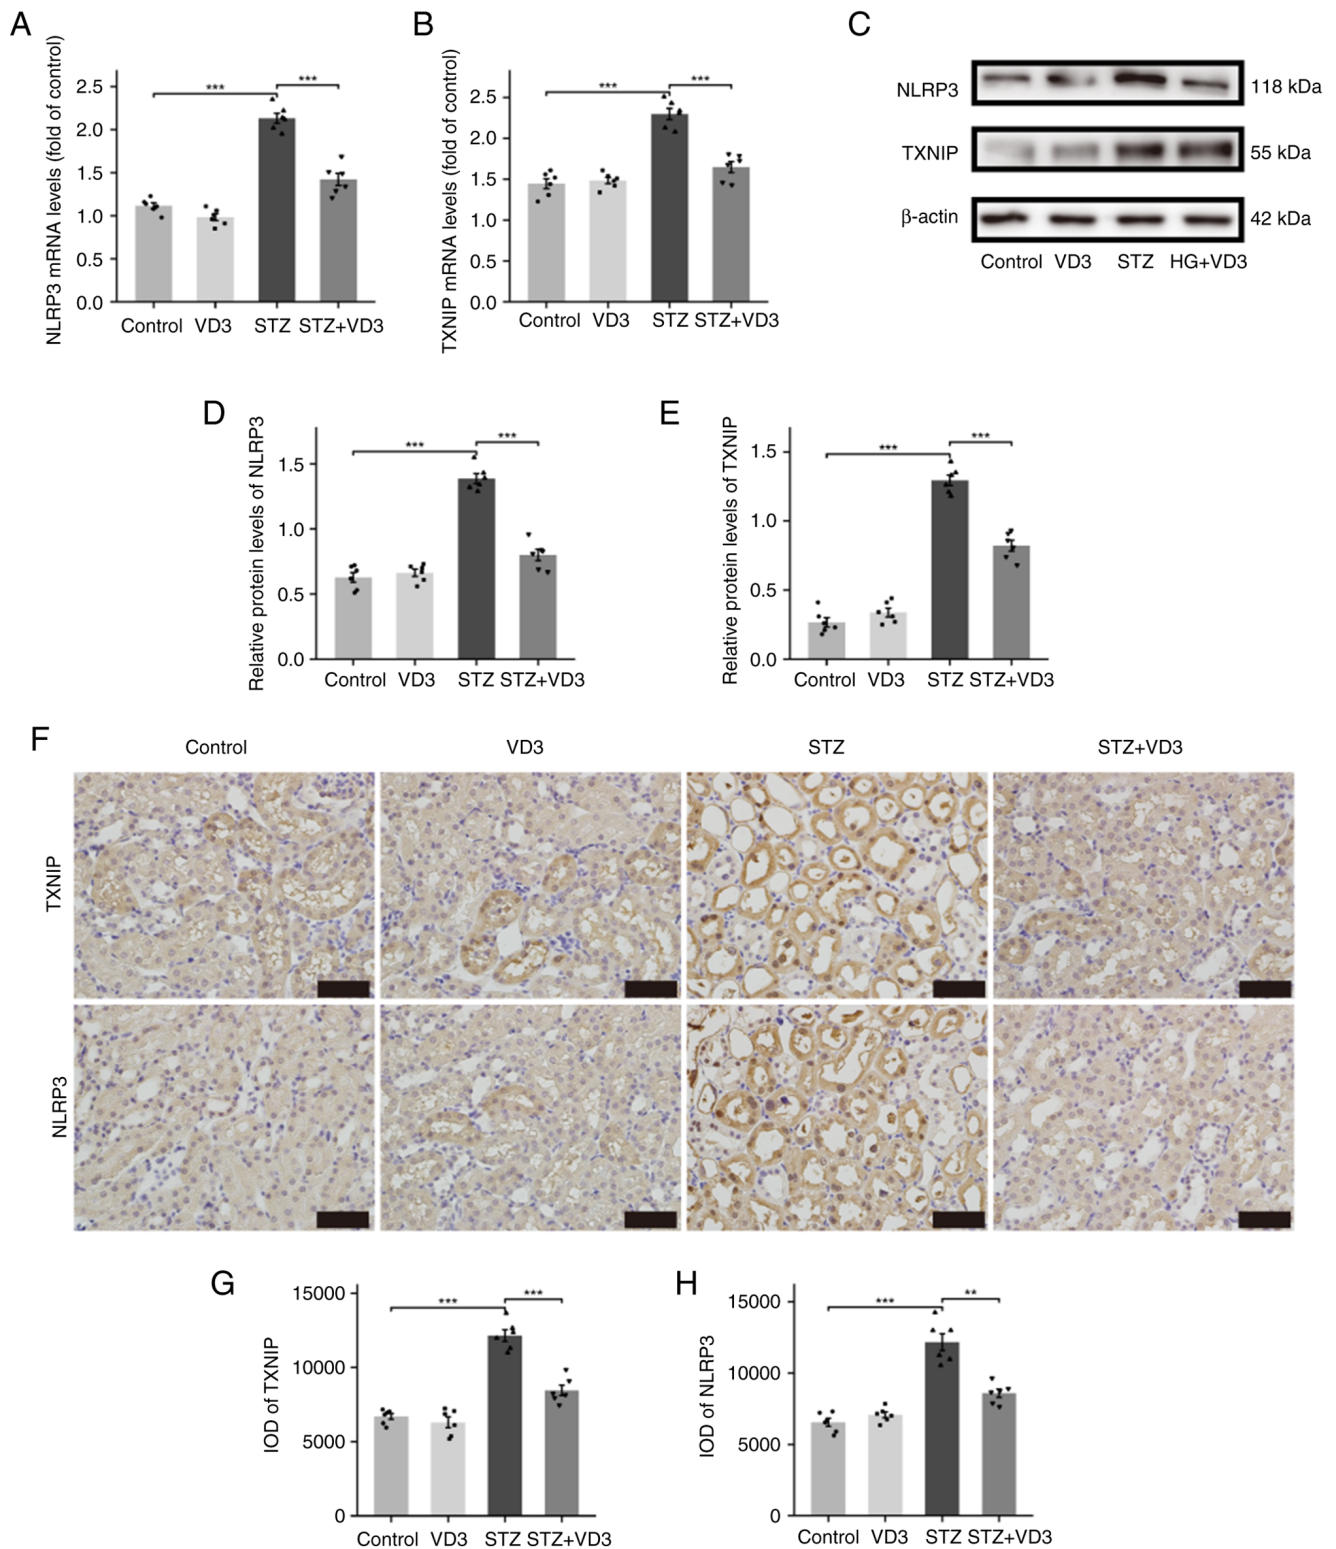 A
NLRP3 mRNA levels (fold of control)
2.5
2.0
1.5
1.0
0.5
0.0
***
***
Control VD3 STZ STZ+VD3
B
TXNIP mRNA levels (fold of control)
2.5
2.0
1.5
1.0
0.5
0.0
***
***
Control VD3 STZ STZ+VD3
C
NLRP3 118 kDa
TXNIP 55 kDa
β-actin 42 kDa
Control VD3 STZ HG+VD3
D
Relative protein levels of NLRP3
1.5
1.0
0.5
0.0
***
***
Control VD3 STZ STZ+VD3
E
Relative protein levels of TXNIP
1.5
1.0
0.5
0.0
***
***
Control VD3 STZ STZ+VD3
F
Control VD3 STZ STZ+VD3
TXNIP
NLRP3
G
IOD of TXNIP
15000
10000
5000
0
***
***
Control VD3 STZ STZ+VD3
H
IOD of NLRP3
15000
10000
5000
0
***
**
Control VD3 STZ STZ+VD3